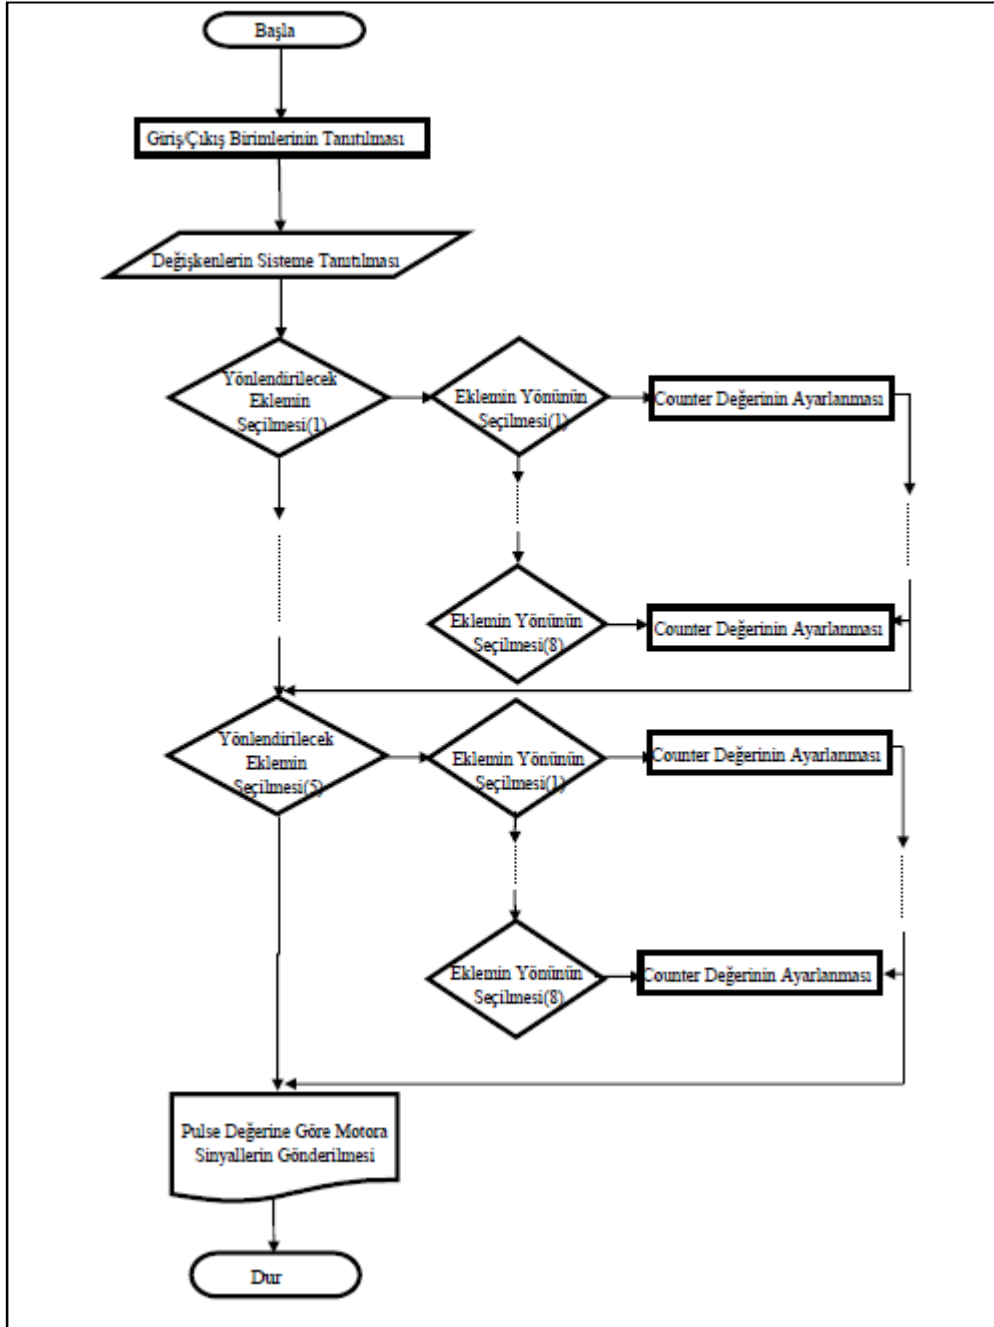 Başla
Giriş/Çıkış Birimlerinin Tanıtılması
Değişkenlerin Sisteme Tanıtılması
Yönlendirilecek
Eklemin
Seçilmesi(1)
Eklemin Yönünün
Seçilmesi(1)
Counter Değerinin Ayarlanması
Eklemin Yönünün
Seçilmesi(8)
Counter Değerinin Ayarlanması
Yönlendirilecek
Eklemin
Seçilmesi(5)
Eklemin Yönünün
Seçilmesi(1)
Counter Değerinin Ayarlanması
Eklemin Yönünün
Seçilmesi(8)
Counter Değerinin Ayarlanması
Pulse Değerine Göre Motora
Sinyallerin Gönderilmesi
Dur